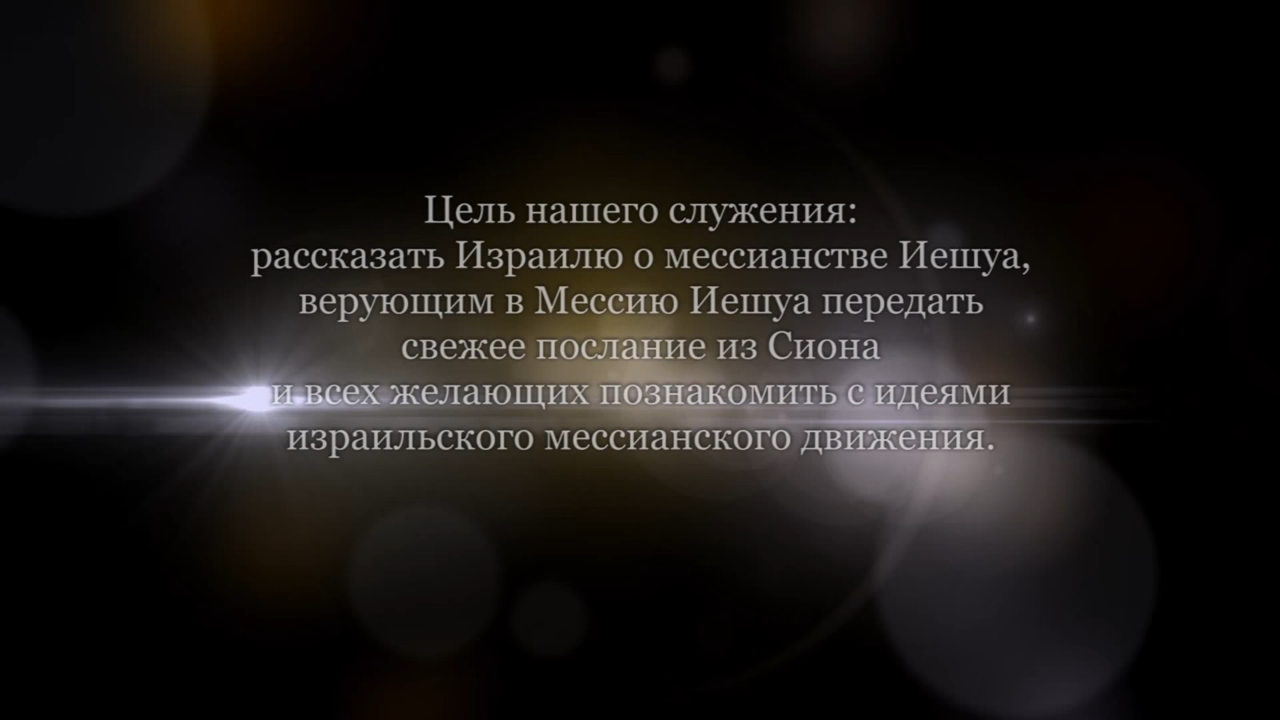 Цель нашего служения:
рассказать Израилю о мессианстве Иешуа,
верующим в Мессию Иешуа передать
свежее послание из Сиона
и всех желающих познакомить с идеями
израильского мессианского движения.